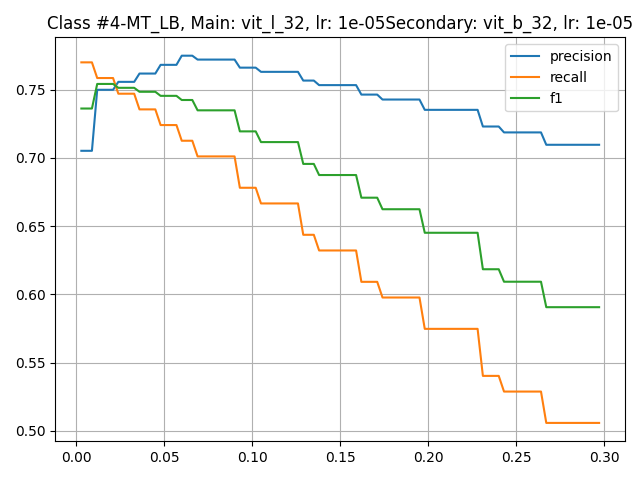 Class #4-MT_LB, Main: vit_l_32, lr: 1e-05Secondary: vit_b_32, lr: 1e-05
precision
recall
f1
0.75
0.70
0.65
0.60
0.55
0.50
0.00 0.05 0.10 0.15 0.20 0.25 0.30